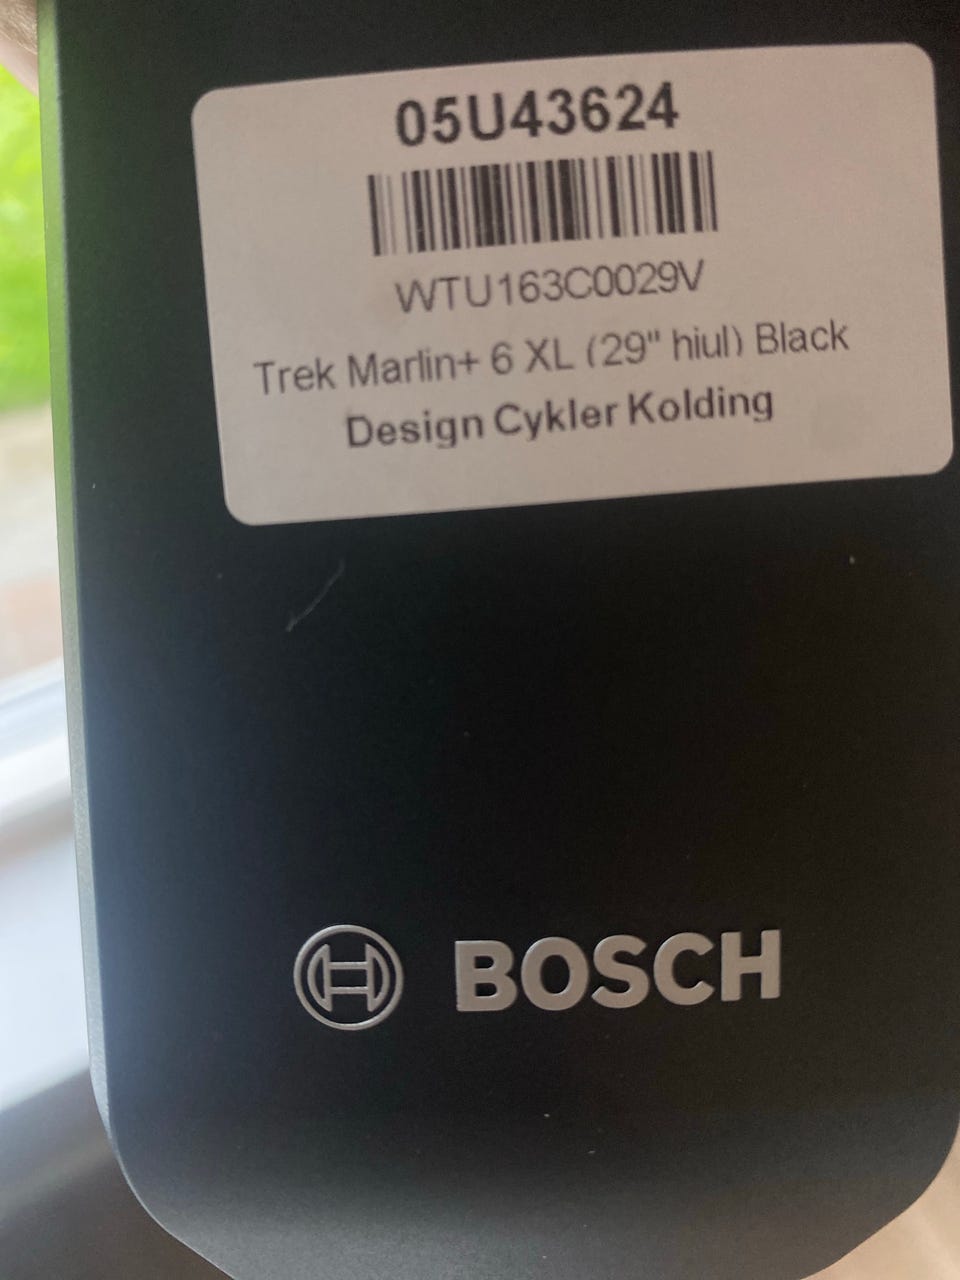 05U43624
WTU163C0029V
Trek Marlin+ 6 XL (29" hiul) Black
Design Cykler Kolding
BOSCH